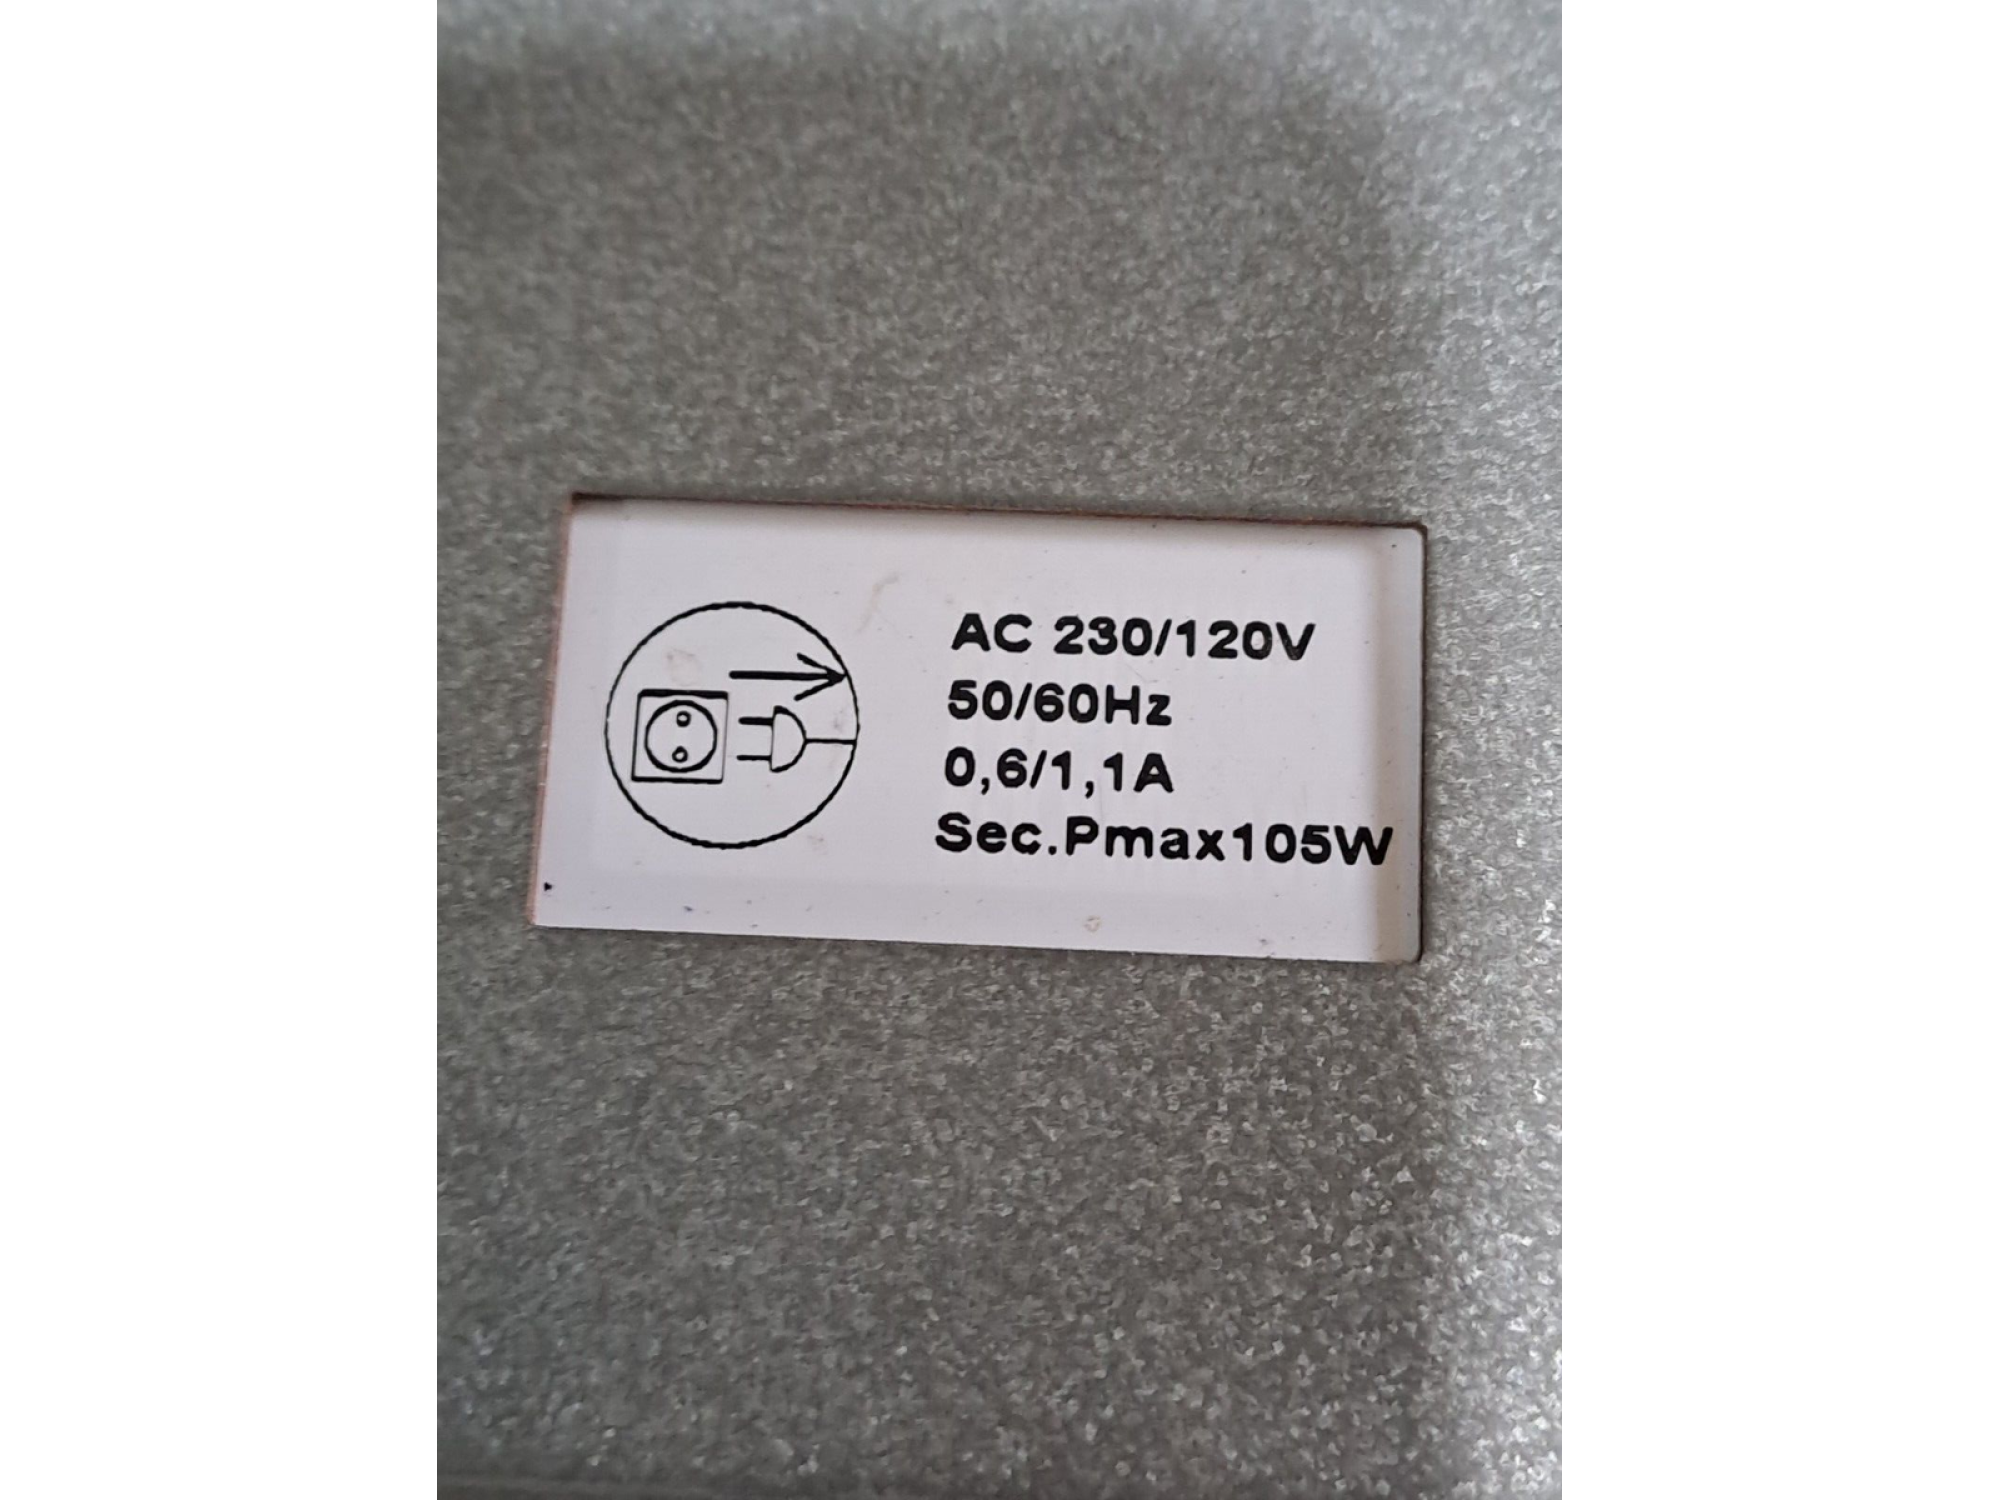 AC 230/120V
50/60Hz
0,6/1,1A
Sec.Pmax105W